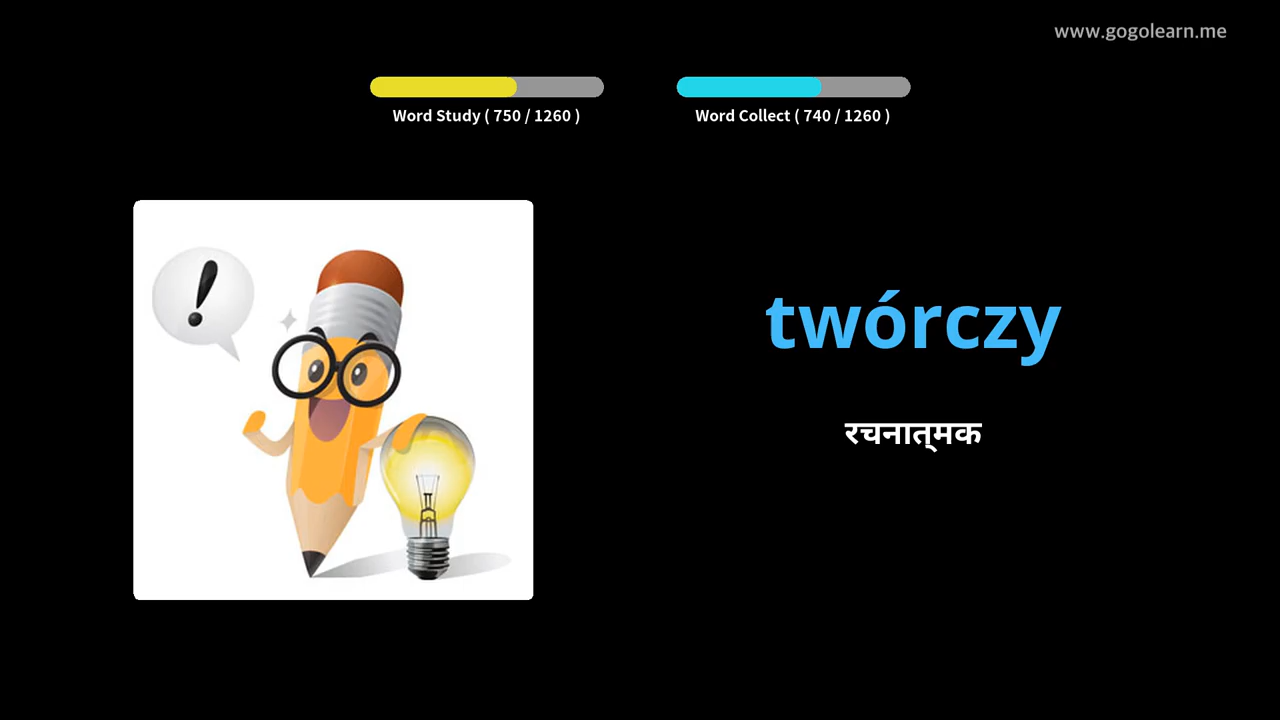 www.gogolearn.me
Word Study ( 750 / 1260 )
Word Collect ( 740 / 1260 )
!
twórczy
रचनात्मक